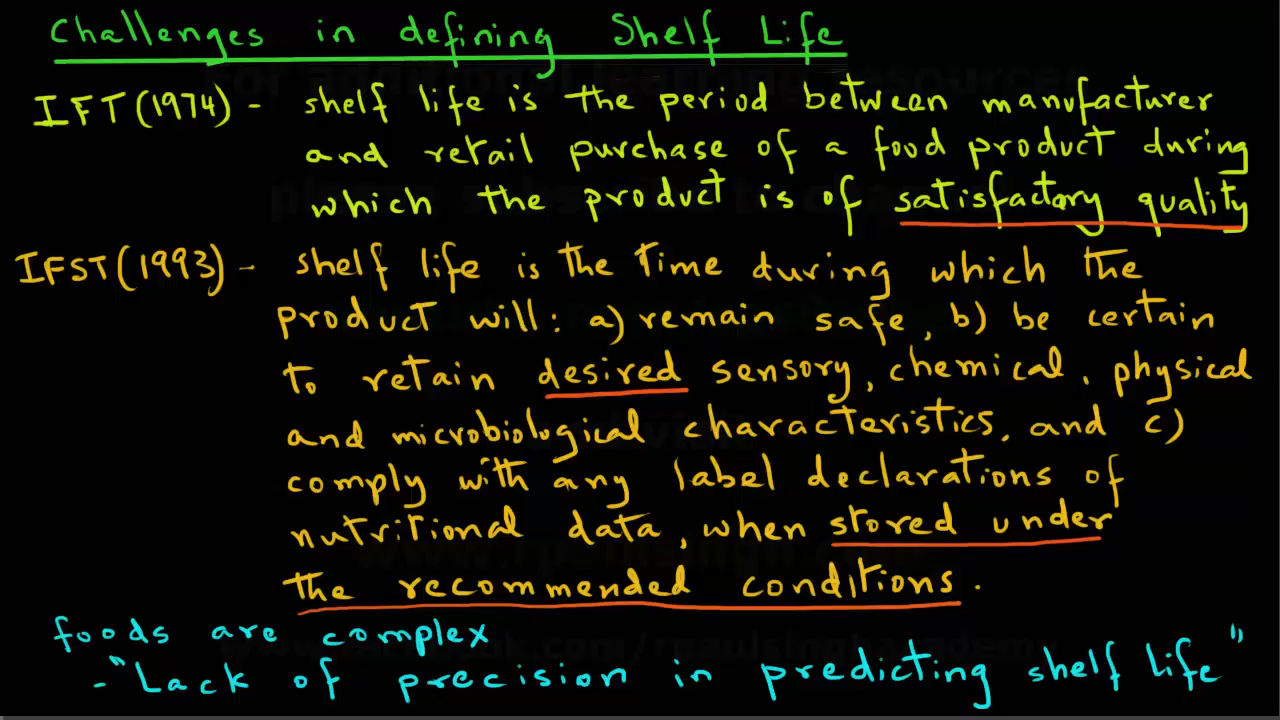 Challenges in defining Shelf Life
IFT (1974) - shelf life is the period between manufacturer
and retail purchase of a food product during
which the product is of satisfactory quality
IFST (1993) - shelf life is the time during which the
product will: a) remain safe, b) be certain
to retain desired sensory, chemical, physical
and microbiological characteristics, and c)
comply with any label declarations of
nutritional data, when stored under
the recommended conditions.
foods are complex
- "Lack of precision in predicting shelf life"